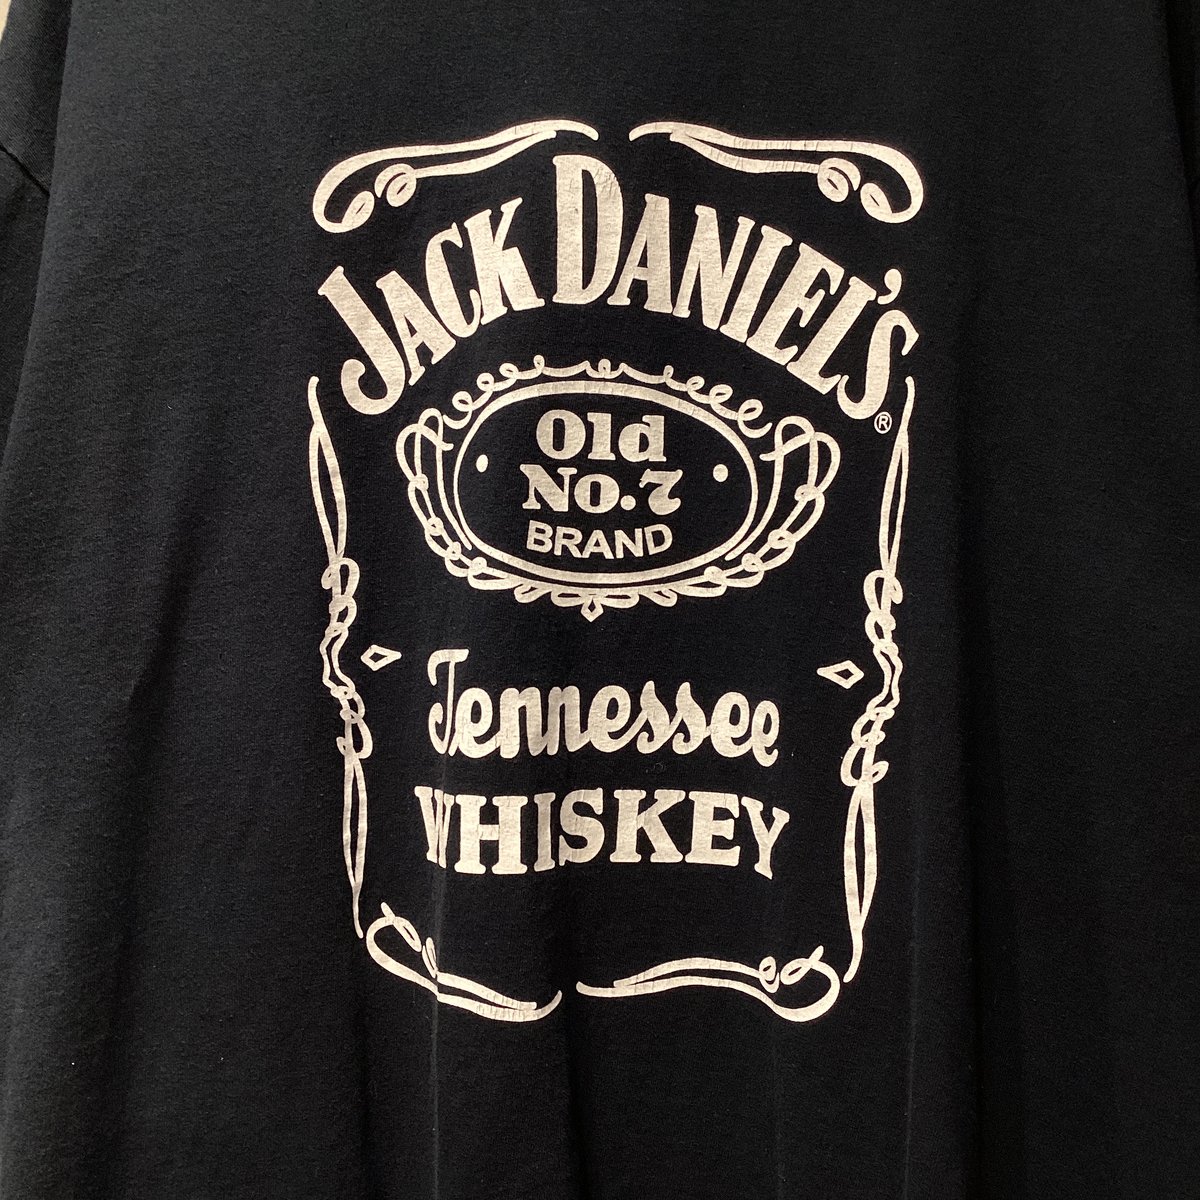 JACK DANIEL'S
®
Old
No.7
BRAND
Tennessee
WHISKEY